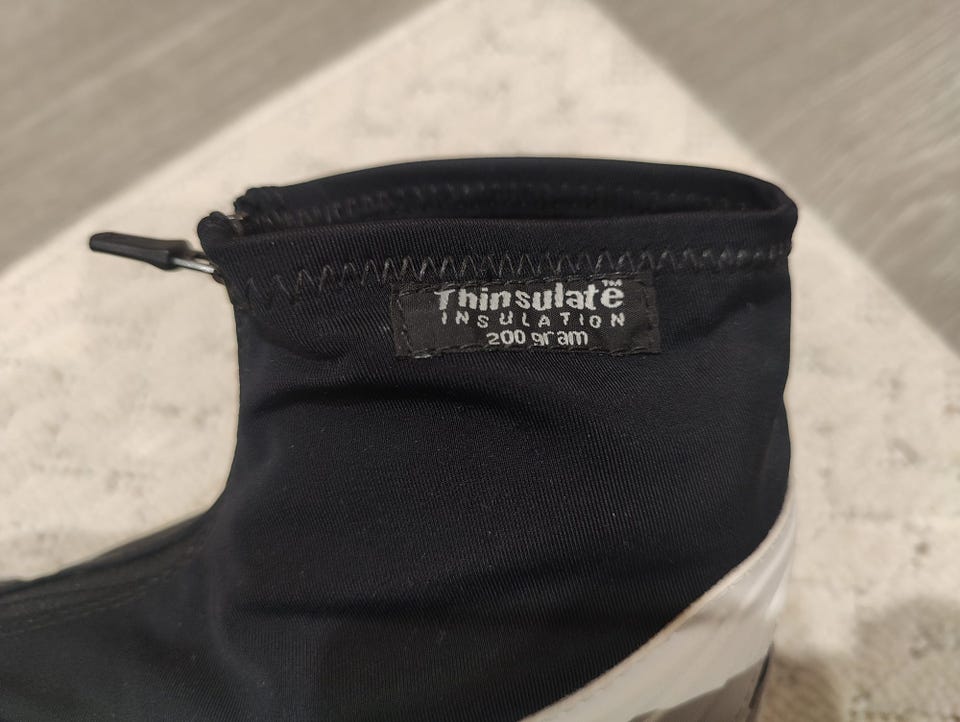 Thinsulate™
INSULATION
200 gram